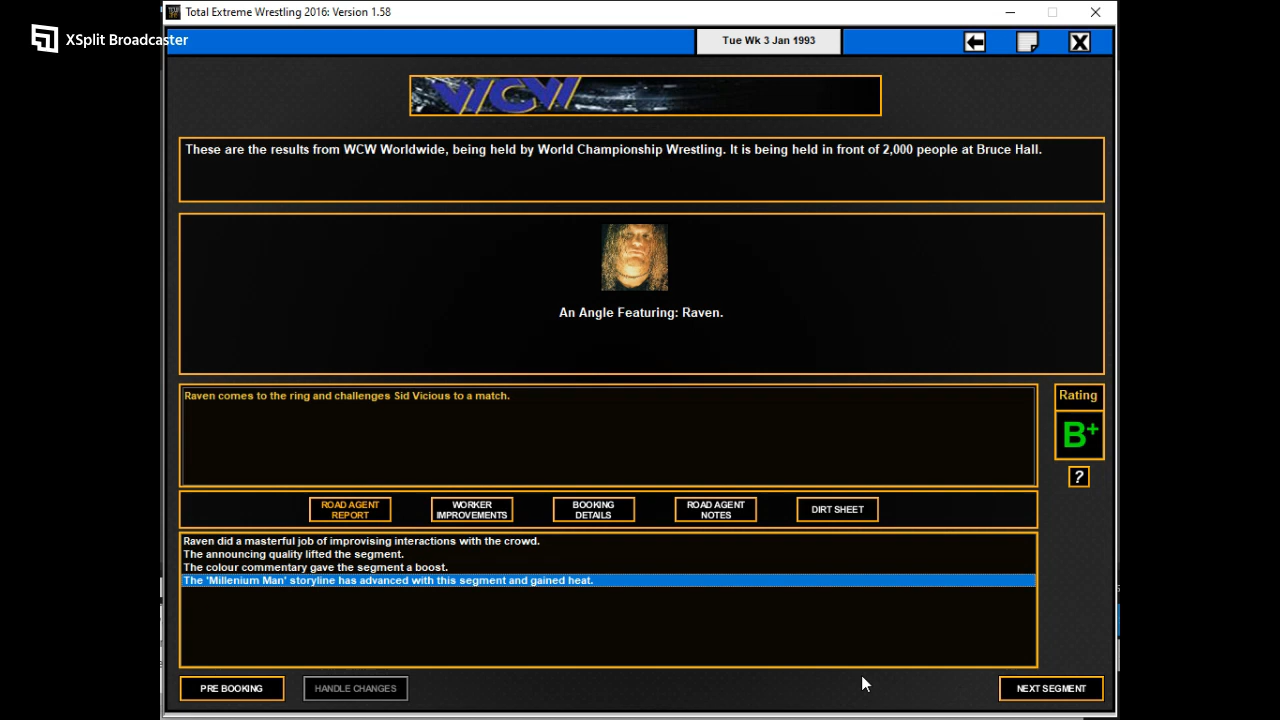 Total Extreme Wrestling 2016: Version 1.58
XSplit Broadcaster
Tue Wk 3 Jan 1993
WCW
These are the results from WCW Worldwide, being held by World Championship Wrestling. It is being held in front of 2,000 people at Bruce Hall.
An Angle Featuring: Raven.
Raven comes to the ring and challenges Sid Vicious to a match.
Rating
B+
?
ROAD AGENT
REPORT
WORKER
IMPROVEMENTS
BOOKING
DETAILS
ROAD AGENT
NOTES
DIRT SHEET
Raven did a masterful job of improvising interactions with the crowd.
The announcing quality lifted the segment.
The colour commentary gave the segment a boost.
The 'Millenium Man' storyline has advanced with this segment and gained heat.
PRE BOOKING
HANDLE CHANGES
NEXT SEGMENT